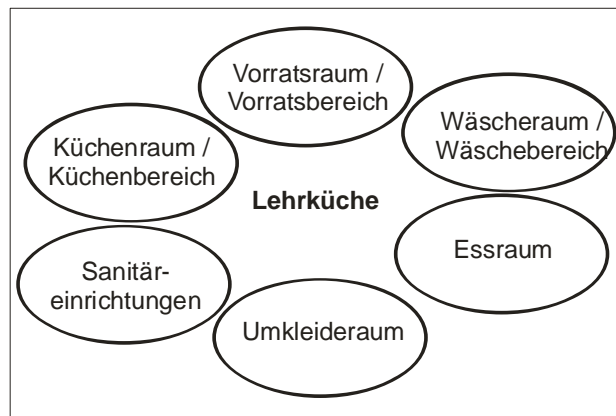 Vorratsraum /
Vorratsbereich
Wäscheraum /
Wäschebereich
Küchenraum /
Küchenbereich
Lehrküche
Essraum
Sanitär-
einrichtungen
Umkleideraum